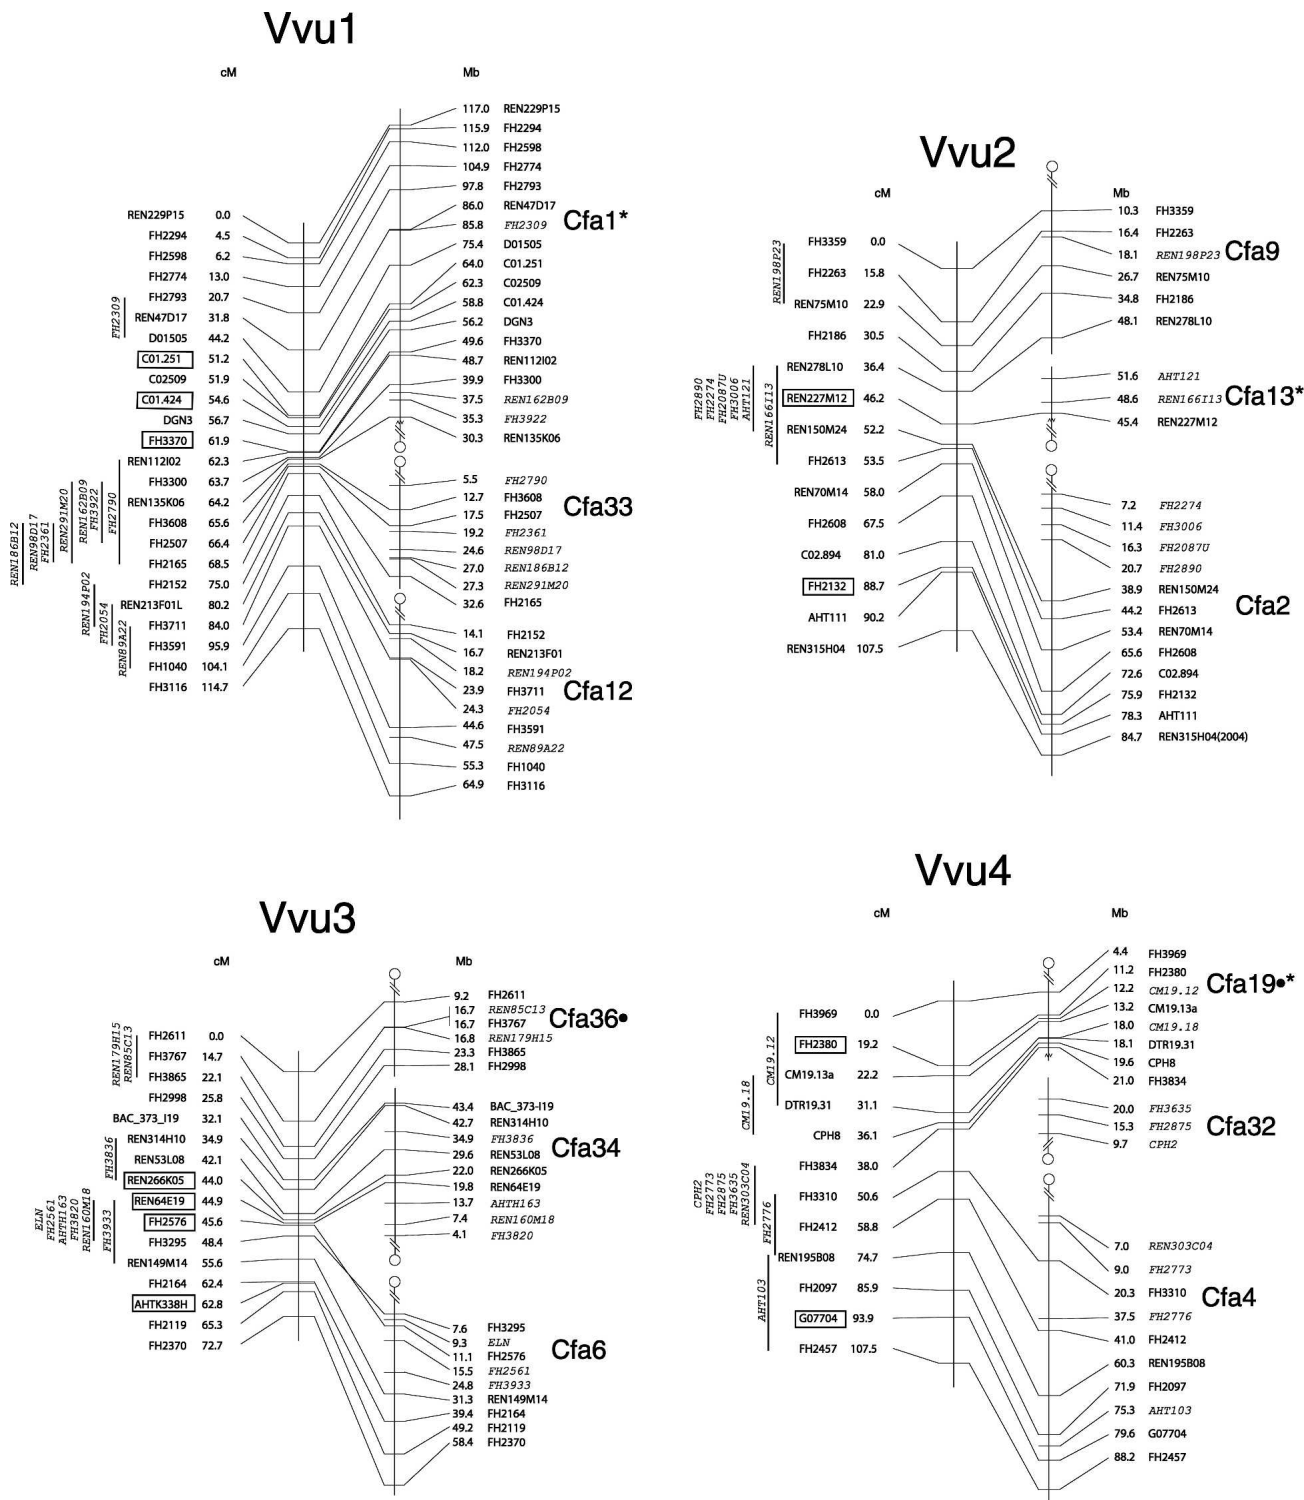 Vvu1
cM
Mb
REN229P15 0.0
FH2294 4.5
FH2598 6.2
FH2774 13.0
FH2793 20.7
REN47D17 31.8
D01505 44.2
C01.251 51.2
C02509 51.9
C01.424 54.6
DGN3 56.7
FH3370 61.9
REN112I02 62.3
FH3300 63.7
REN135K06 64.2
FH3608 65.6
FH2507 66.4
FH2165 68.5
FH2152 75.0
REN213F01L 80.2
FH3711 84.0
FH3591 95.9
FH1040 104.1
FH3116 114.7
FH2309
REN186B12
REN98D17
FH2361
REN291M20
REN162B09
FH3922
FH2790
REN194P02
FH2054
REN89A22
117.0 REN229P15
115.9 FH2294
112.0 FH2598
104.9 FH2774
97.8 FH2793
86.0 REN47D17
85.8 FH2309
75.4 D01505
64.0 C01.251
62.3 C02509
58.8 C01.424
56.2 DGN3
49.6 FH3370
48.7 REN112I02
39.9 FH3300
37.5 REN162B09
35.3 FH3922
30.3 REN135K06
Cfa1*
5.5 FH2790
12.7 FH3608
17.5 FH2507
19.2 FH2361
24.6 REN98D17
27.0 REN186B12
27.3 REN291M20
32.6 FH2165
Cfa33
14.1 FH2152
16.7 REN213F01
18.2 REN194P02
23.9 FH3711
24.3 FH2054
44.6 FH3591
47.5 REN89A22
55.3 FH1040
64.9 FH3116
Cfa12
Vvu2
cM
Mb
FH3359 0.0
FH2263 15.8
REN75M10 22.9
FH2186 30.5
REN278L10 36.4
REN227M12 46.2
REN150M24 52.2
FH2613 53.5
REN70M14 58.0
FH2608 67.5
C02.894 81.0
FH2132 88.7
AHT111 90.2
REN315H04 107.5
REN198P23
FH2890
FH2274
FH2087U
FH3006
AHT121
REN166I13
10.3 FH3359
16.4 FH2263
18.1 REN198P23
26.7 REN75M10
34.8 FH2186
48.1 REN278L10
Cfa9
51.6 AHT121
48.6 REN166I13
45.4 REN227M12
Cfa13*
7.2 FH2274
11.4 FH3006
16.3 FH2087U
20.7 FH2890
38.9 REN150M24
44.2 FH2613
53.4 REN70M14
65.6 FH2608
72.6 C02.894
75.9 FH2132
78.3 AHT111
84.7 REN315H04(2004)
Cfa2
Vvu3
cM
Mb
FH2611 0.0
FH3767 14.7
FH3865 22.1
FH2998 25.8
BAC_373_I19 32.1
REN314H10 34.9
REN53L08 42.1
REN266K05 44.0
REN64E19 44.9
FH2576 45.6
FH3295 48.4
REN149M14 55.6
FH2164 62.4
AHTK338H 62.8
FH2119 65.3
FH2370 72.7
REN179H15
REN85C13
FH3836
ELN
FH2561
AHTH163
FH3820
REN160M18
FH3933
9.2 FH2611
16.7 REN85C13
16.7 FH3767
16.8 REN179H15
23.3 FH3865
28.1 FH2998
Cfa36●
43.4 BAC_373-I19
42.7 REN314H10
34.9 FH3836
29.6 REN53L08
22.0 REN266K05
19.8 REN64E19
13.7 AHTH163
7.4 REN160M18
4.1 FH3820
Cfa34
7.6 FH3295
9.3 ELN
11.1 FH2576
15.5 FH2561
24.8 FH3933
31.3 REN149M14
39.4 FH2164
49.2 FH2119
58.4 FH2370
Cfa6
Vvu4
cM
Mb
FH3969 0.0
FH2380 19.2
CM19.13a 22.2
DTR19.31 31.1
CPH8 36.1
FH3834 38.0
FH3310 50.6
FH2412 58.8
REN195B08 74.7
FH2097 85.9
G07704 93.9
FH2457 107.5
CM19.12
CM19.18
CPH2
FH2773
FH2875
FH3635
REN303C04
FH2776
AHT103
4.4 FH3969
11.2 FH2380
12.2 CM19.12
13.2 CM19.13a
18.0 CM19.18
18.1 DTR19.31
19.6 CPH8
21.0 FH3834
Cfa19●*
20.0 FH3635
15.3 FH2875
9.7 CPH2
Cfa32
7.0 REN303C04
9.0 FH2773
20.3 FH3310
37.5 FH2776
41.0 FH2412
60.3 REN195B08
71.9 FH2097
75.3 AHT103
79.6 G07704
88.2 FH2457
Cfa4